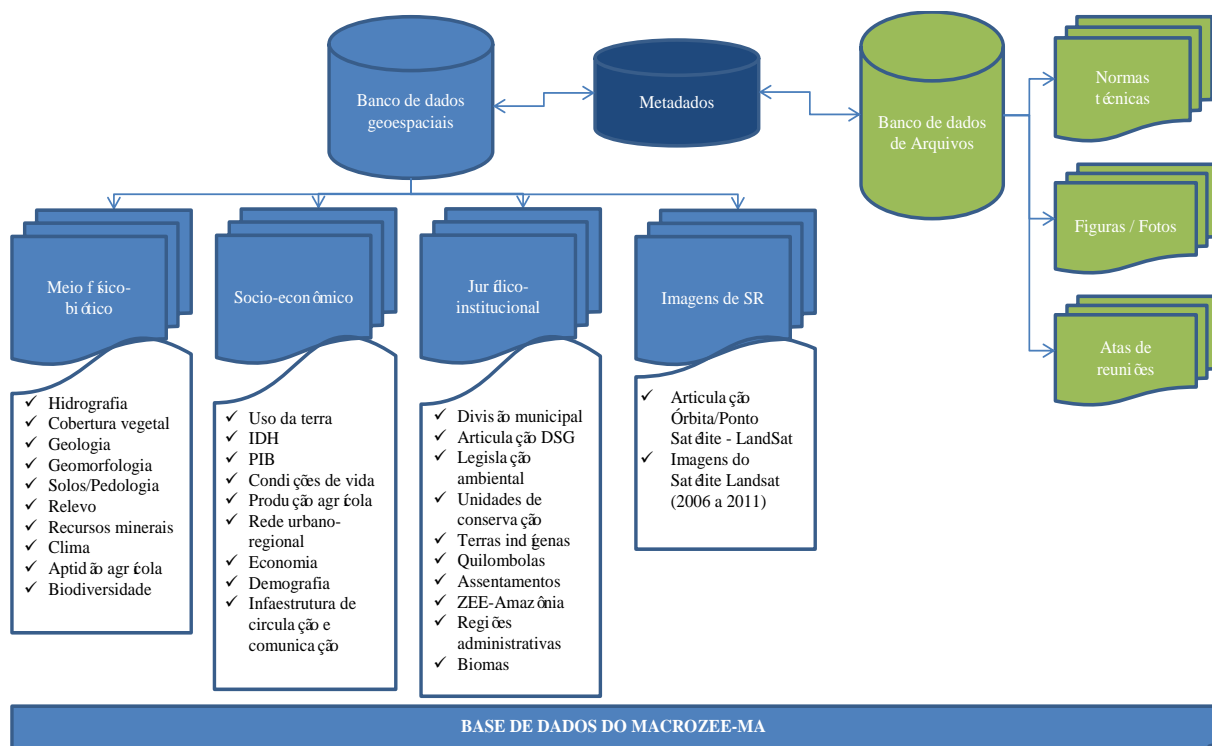 Banco de dados
geoespaciais
Metadados
Banco de dados
de Arquivos
Normas
técnicas
Figuras / Fotos
Atas de
reuniões
Meio físico-
biótico
Socio-econômico
Jurídico-
institucional
Imagens de SR
✓ Hidrografia
✓ Cobertura vegetal
✓ Geologia
✓ Geomorfologia
✓ Solos/Pedologia
✓ Relevo
✓ Recursos minerais
✓ Clima
✓ Aptidão agrícola
✓ Biodiversidade
✓ Uso da terra
✓ IDH
✓ PIB
✓ Condições de vida
✓ Produção agrícola
✓ Rede urbano-
regional
✓ Economia
✓ Demografia
✓ Infaestrutura de
circulação e
comunicação
✓ Divisão municipal
✓ Articulação DSG
✓ Legislação
ambiental
✓ Unidades de
conservação
✓ Terras indígenas
✓ Quilombolas
✓ Assentamentos
✓ ZEE-Amazônia
✓ Regiões
administrativas
✓ Biomas
✓ Articulação
Órbita/Ponto
Satélite - LandSat
✓ Imagens do
Satélite Landsat
(2006 a 2011)
BASE DE DADOS DO MACROZEE-MA